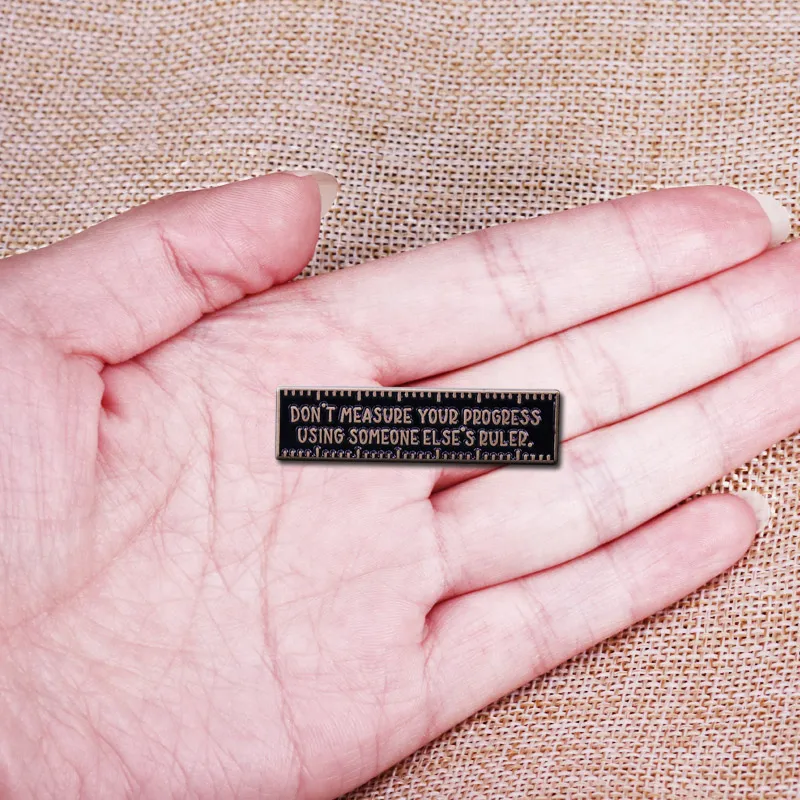 DON'T MEASURE YOUR PROGRESS
USING SOMEONE ELSE'S RULER.